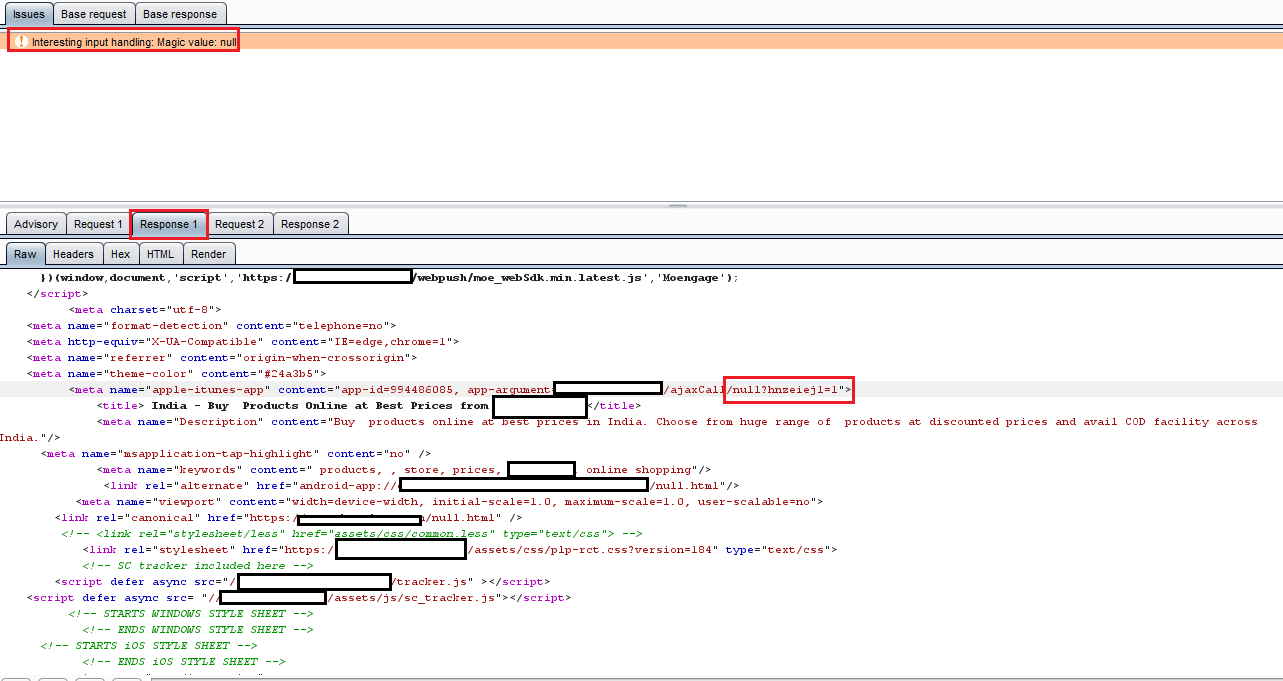 Issues Base request Base response
! Interesting input handling: Magic value: null
Advisory Request 1 Response 1 Request 2 Response 2
Raw Headers Hex HTML Render
})(window,document,'script','https:/ /webpush/moe_webSdk.min.latest.js','Moengage');
</script>
<meta charset="utf-8">
<meta name="format-detection" content="telephone=no">
<meta http-equiv="X-UA-Compatible" content="IE=edge,chrome=1">
<meta name="referrer" content="origin-when-crossorigin">
<meta name="theme-color" content="#24a3b5">
<meta name="apple-itunes-app" content="app-id=994486085, app-argument= /ajaxCall/null?hnzeiejl=1">
<title> India - Buy Products Online at Best Prices from </title>
<meta name="Description" content="Buy products online at best prices in India. Choose from huge range of products at discounted prices and avail COD facility across
India."/>
<meta name="msapplication-tap-highlight" content="no" />
<meta name="keywords" content=" products, , store, prices, online shopping"/>
<link rel="alternate" href="android-app:// /null.html"/>
<meta name="viewport" content="width=device-width, initial-scale=1.0, maximum-scale=1.0, user-scalable=no">
<link rel="canonical" href="https:/ /null.html" />
<!-- <link rel="stylesheet/less" href="assets/css/common.less" type="text/css"> -->
<link rel="stylesheet" href="https:/ /assets/css/plp-rct.css?version=184" type="text/css">
<!-- SC tracker included here -->
<script defer async src="/ /tracker.js" ></script>
<script defer async src= "// /assets/js/sc_tracker.js"></script>
<!-- STARTS WINDOWS STYLE SHEET -->
<!-- ENDS WINDOWS STYLE SHEET -->
<!-- STARTS iOS STYLE SHEET -->
<!-- ENDS iOS STYLE SHEET -->